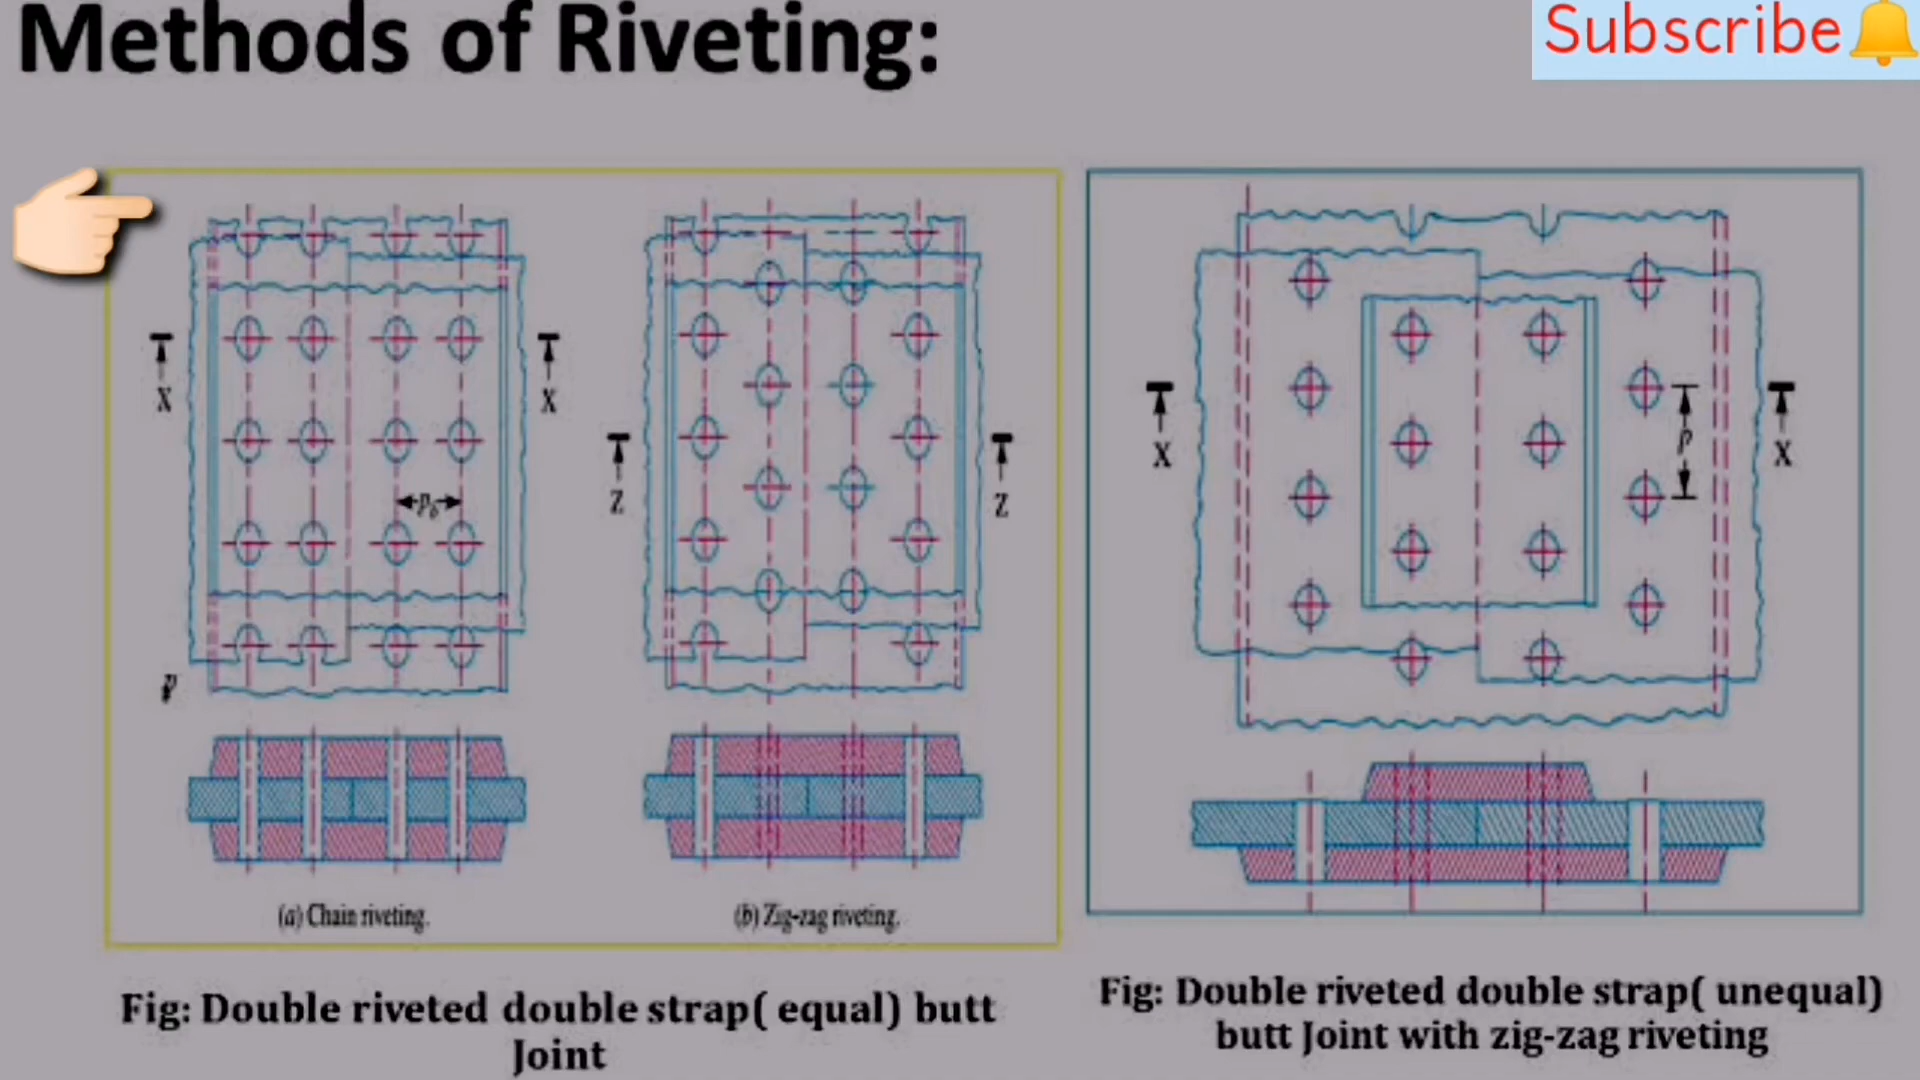 Methods of Riveting:
Subscribe
X
X
Pb
Z
Z
p
(a) Chain riveting.
(b) Zig-zag riveting.
Fig: Double riveted double strap( equal) butt
Joint
X
X
p
Fig: Double riveted double strap( unequal)
butt Joint with zig-zag riveting